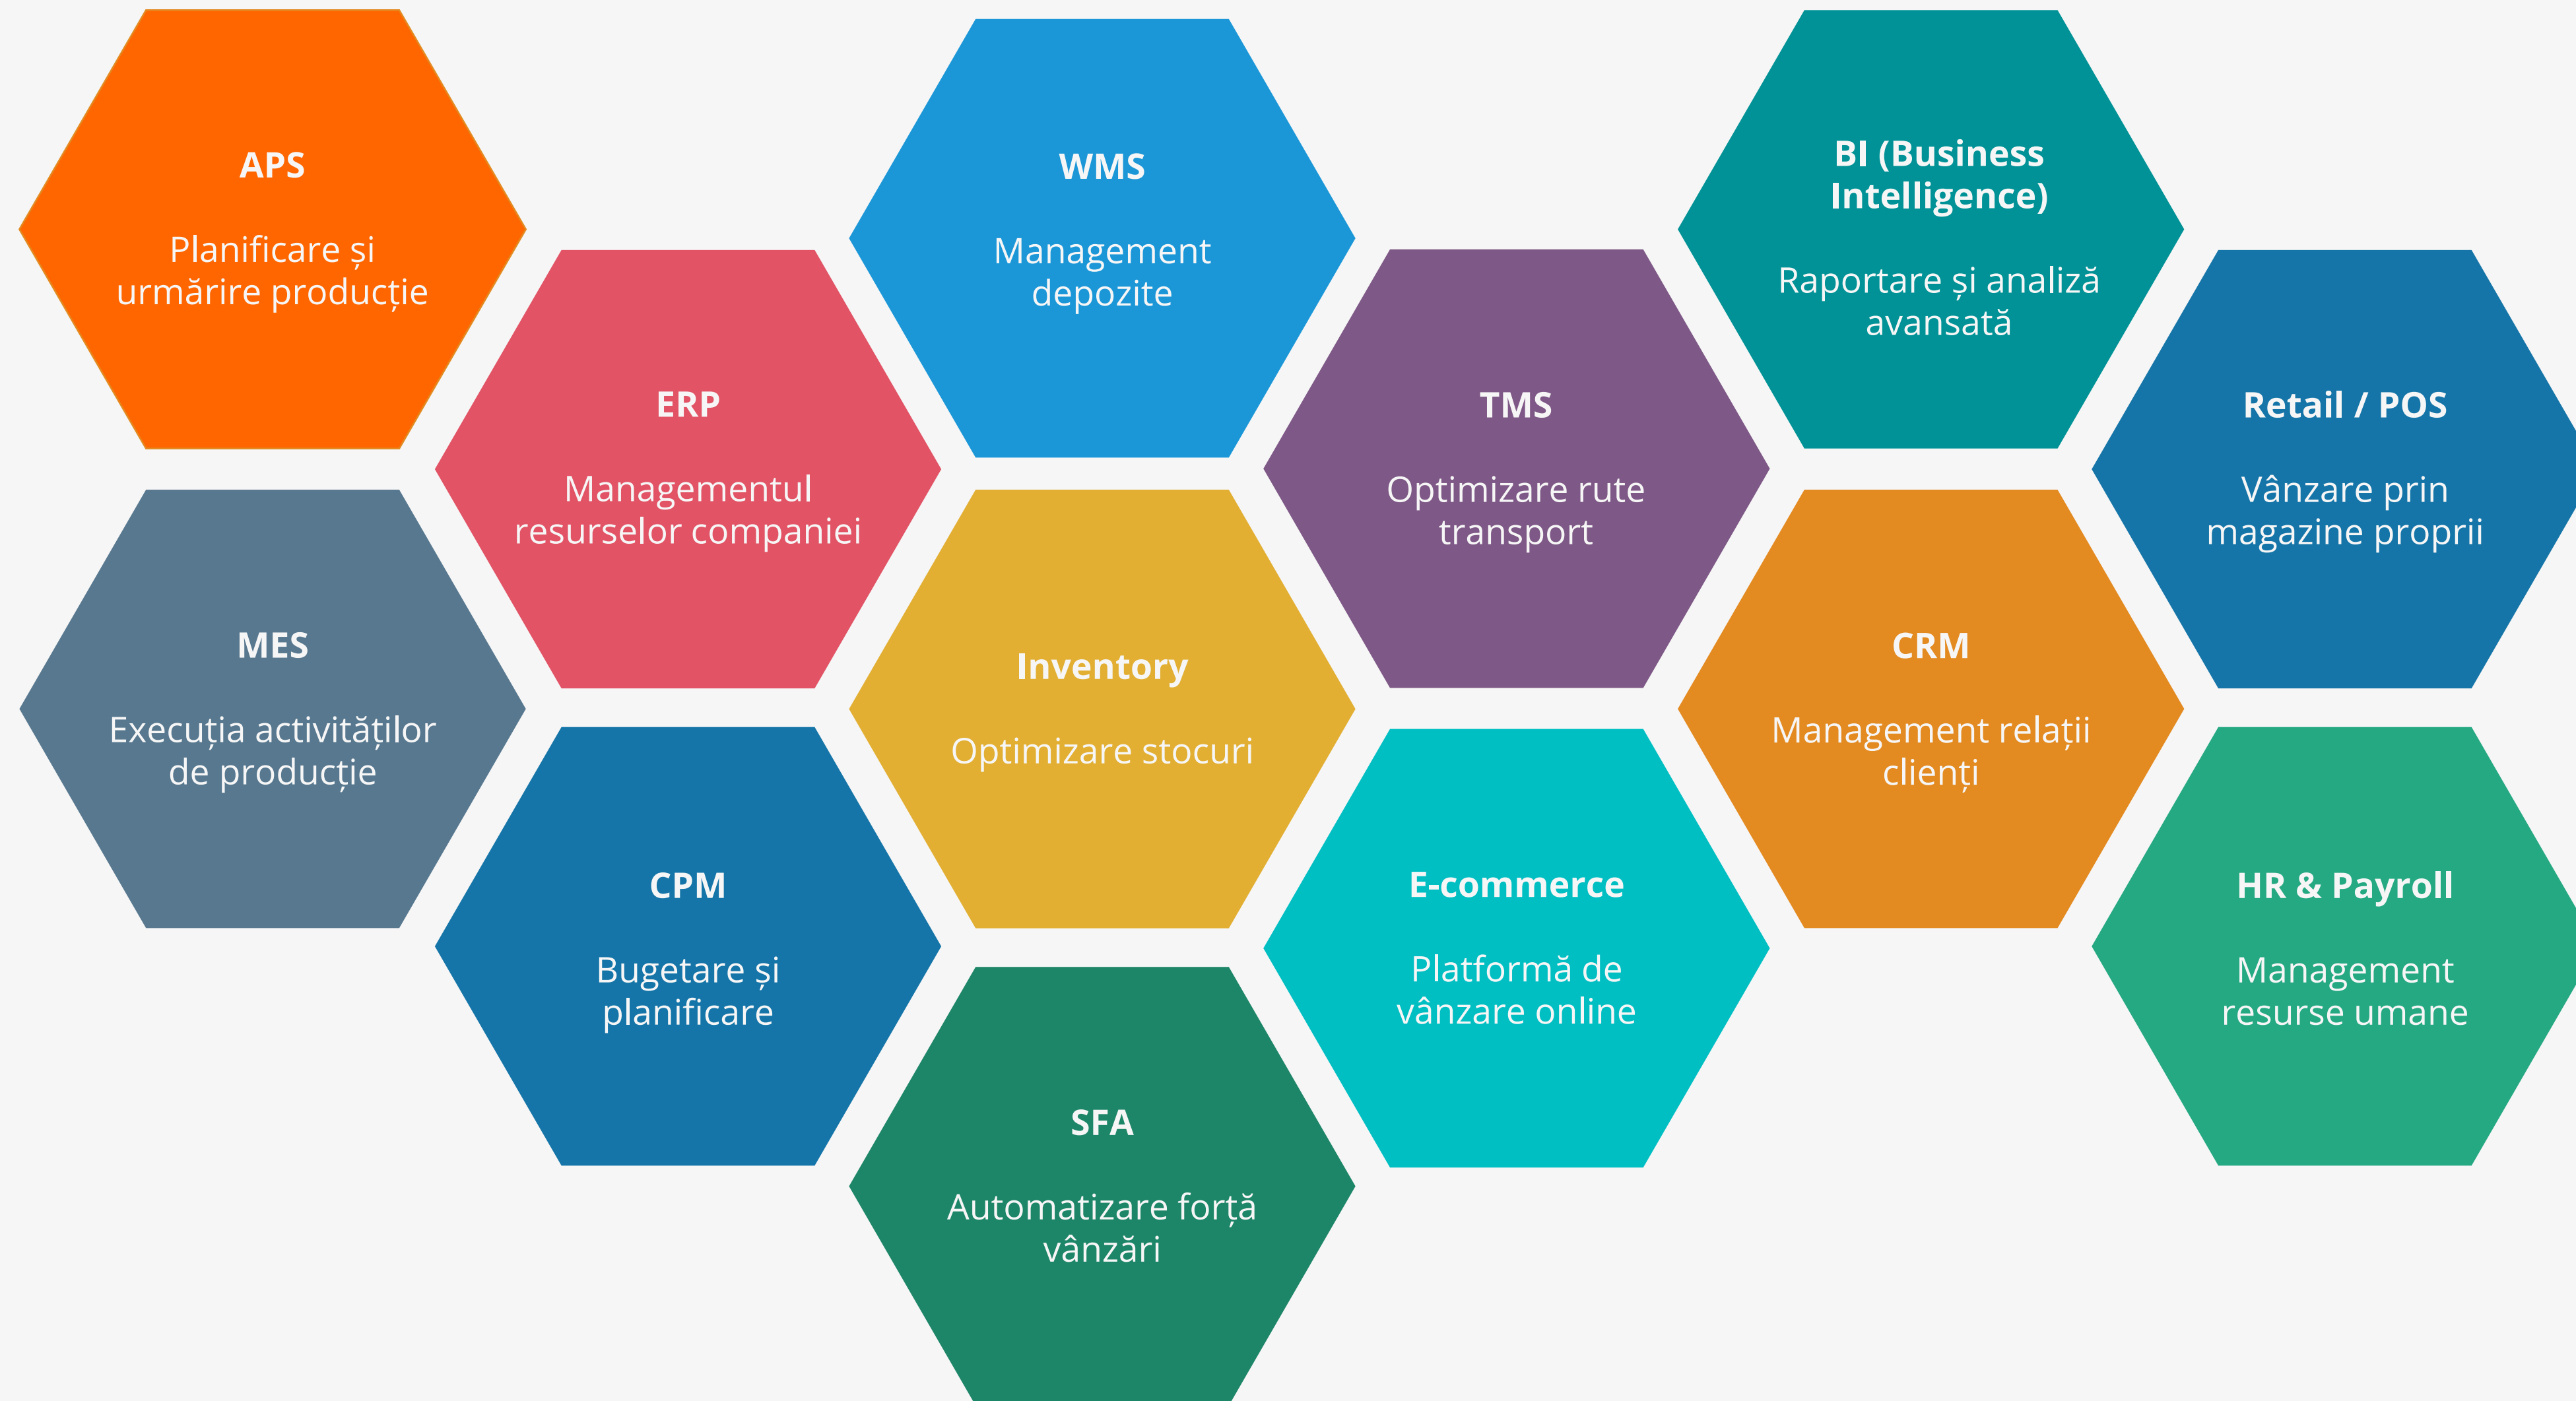 APS
Planificare și
urmărire producție
WMS
Management
depozite
BI (Business
Intelligence)
Raportare și analiză
avansată
ERP
Managementul
resurselor companiei
TMS
Optimizare rute
transport
Retail / POS
Vânzare prin
magazine proprii
MES
Execuția activităților
de producție
Inventory
Optimizare stocuri
CRM
Management relații
clienți
CPM
Bugetare și
planificare
E-commerce
Platformă de
vânzare online
HR & Payroll
Management
resurse umane
SFA
Automatizare forță
vânzări